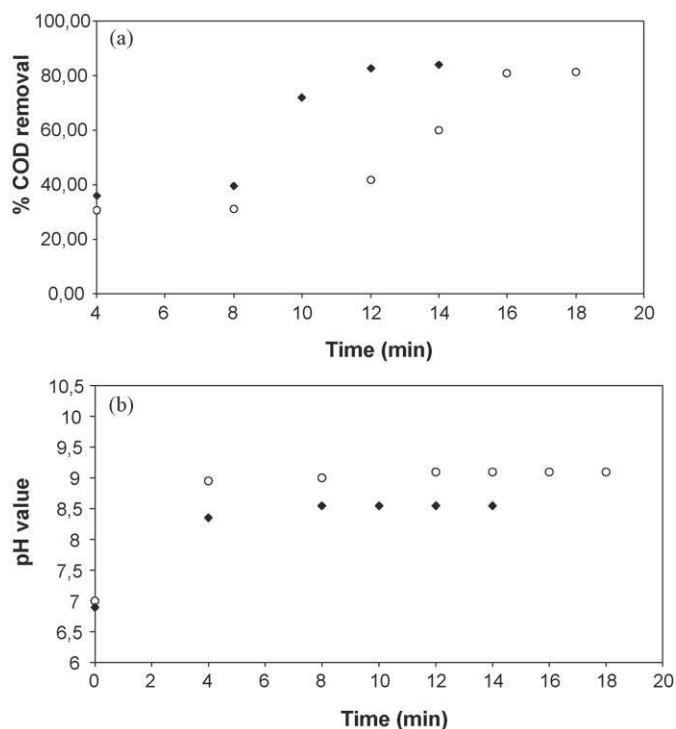 (a)
100,00
80,00
60,00
40,00
20,00
0,00
% COD removal
4 6 8 10 12 14 16 18 20
Time (min)
(b)
10,5
10
9,5
9
8,5
8
7,5
7
6,5
6
pH value
0 2 4 6 8 10 12 14 16 18 20
Time (min)